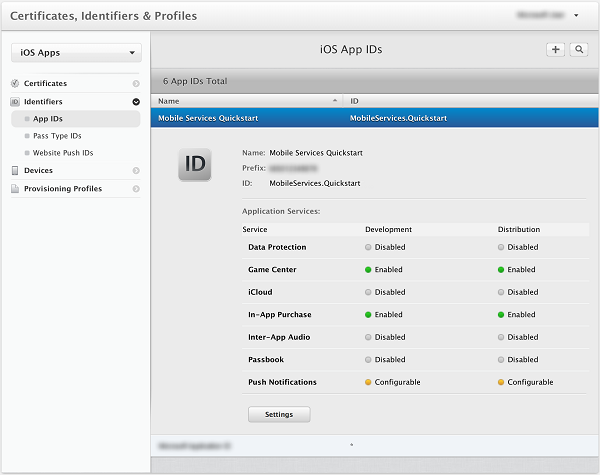 Certificates, Identifiers & Profiles
iOS Apps
iOS App IDs
6 App IDs Total
Name ID
Mobile Services Quickstart MobileServices.Quickstart
Certificates
ID Identifiers
App IDs
Pass Type IDs
Website Push IDs
Devices
Provisioning Profiles
ID
Name: Mobile Services Quickstart
Prefix:
ID: MobileServices.Quickstart
Application Services:
Service Development Distribution
Data Protection Disabled Disabled
Game Center Enabled Enabled
iCloud Disabled Disabled
In-App Purchase Enabled Enabled
Inter-App Audio Disabled Disabled
Passbook Disabled Disabled
Push Notifications Configurable Configurable
Settings